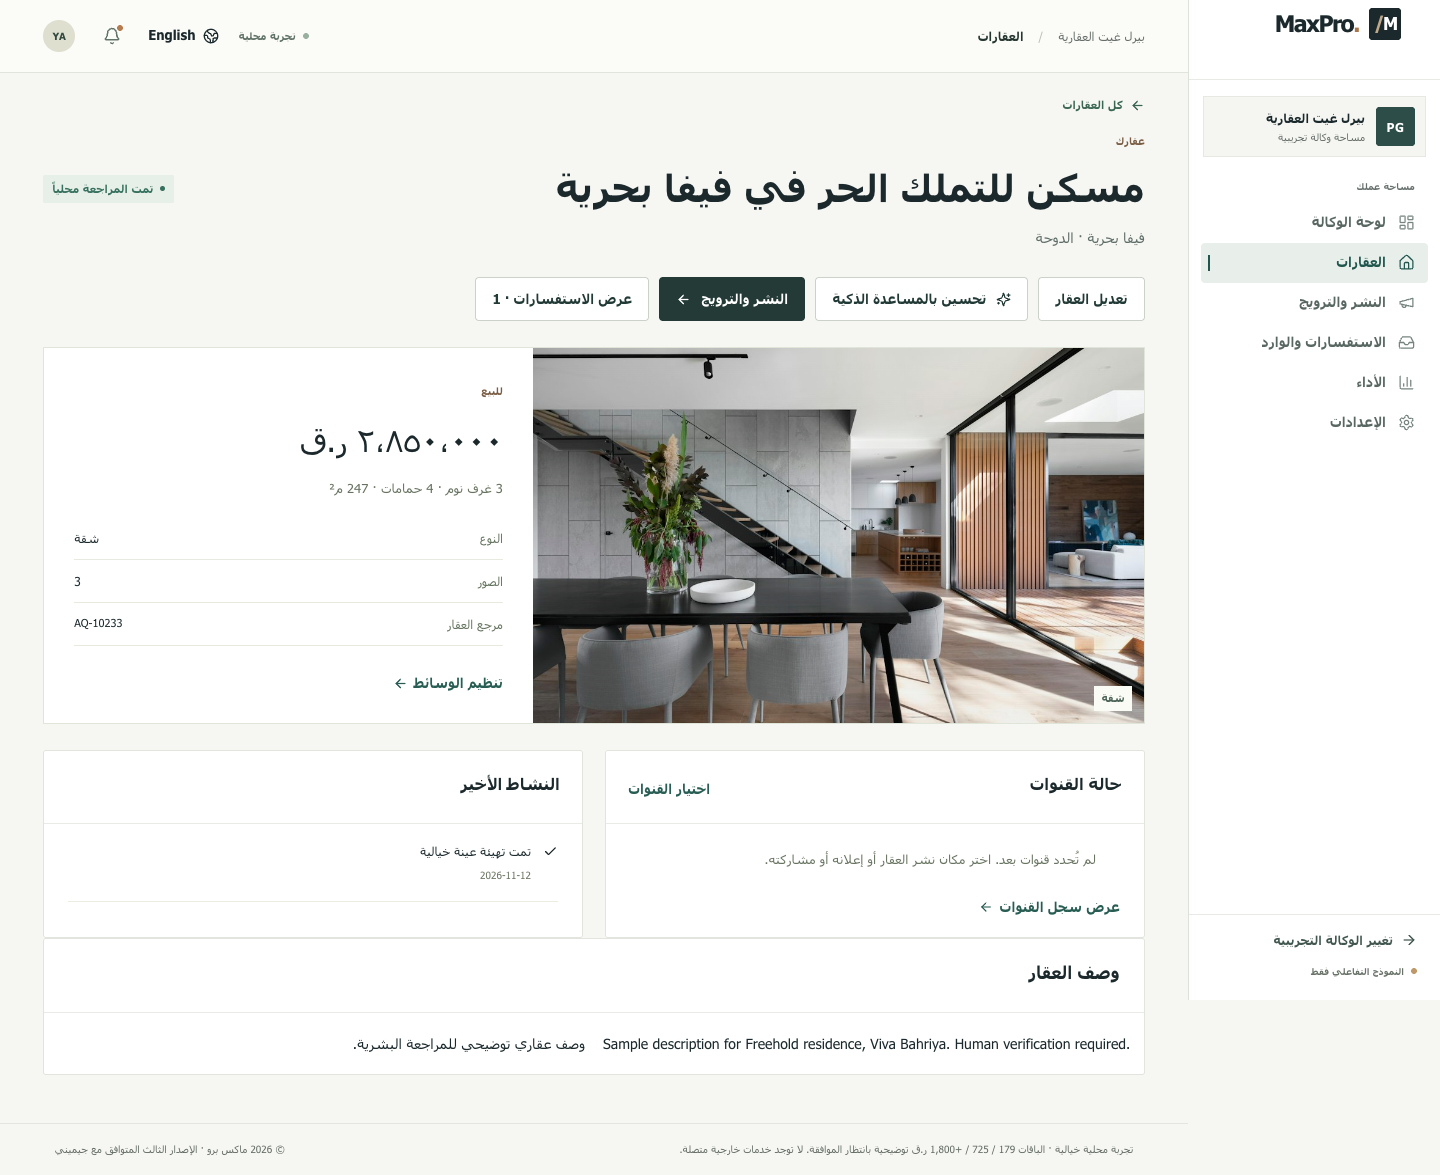 MaxPro.
/M
بيرل غيت العقارية
PG
مساحة وكالة تجريبية
مساحة عملك
لوحة الوكالة
العقارات
النشر والترويج
الاستفسارات والوارد
الأداء
الإعدادات
تغيير الوكالة التجريبية
النموذج التفاعلي فقط
بيرل غيت العقارية / العقارات
تجربة محلية
English
YA
كل العقارات
عقارك
مسكن للتملك الحر في فيفا بحرية
تمت المراجعة محلياً
فيفا بحرية · الدوحة
تعديل العقار
تحسين بالمساعدة الذكية
النشر والترويج
عرض الاستفسارات · 1
شقة
للبيع
٢،٨٥٠،٠٠٠ ر.ق
3 غرف نوم · 4 حمامات · 247 م²
النوع شقة
الصور 3
مرجع العقار AQ-10233
تنظيم الوسائط
حالة القنوات
اختيار القنوات
لم تُحدد قنوات بعد. اختر مكان نشر العقار أو إعلانه أو مشاركته.
عرض سجل القنوات
النشاط الأخير
تمت تهيئة عينة خيالية
2026-11-12
وصف العقار
Sample description for Freehold residence, Viva Bahriya. Human verification required. وصف عقاري توضيحي للمراجعة البشرية.
تجربة محلية خيالية · الباقات 179 / 725 / +1,800 ر.ق توضيحية بانتظار الموافقة. لا توجد خدمات خارجية متصلة.
© 2026 ماكس برو · الإصدار الثالث المتوافق مع جيميني